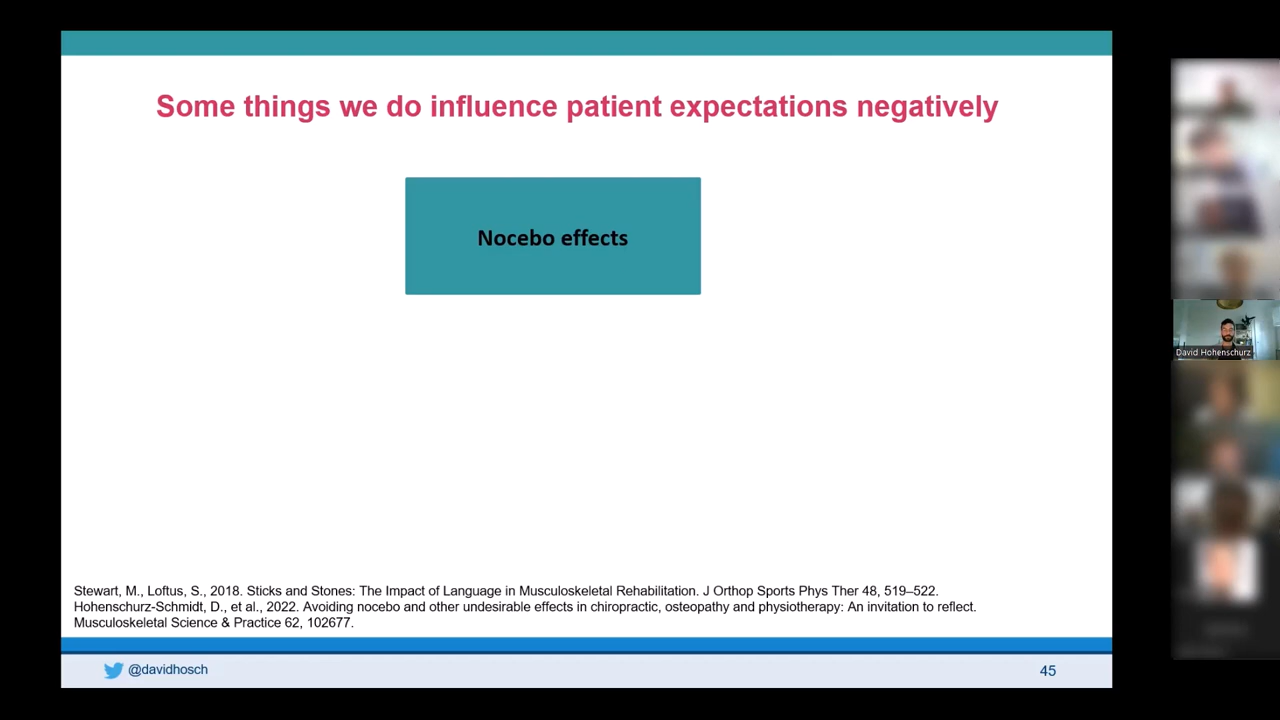 Some things we do influence patient expectations negatively
Nocebo effects
David Hohenschurz
Stewart, M., Loftus, S., 2018. Sticks and Stones: The Impact of Language in Musculoskeletal Rehabilitation. J Orthop Sports Phys Ther 48, 519–522.
Hohenschurz-Schmidt, D., et al., 2022. Avoiding nocebo and other undesirable effects in chiropractic, osteopathy and physiotherapy: An invitation to reflect.
Musculoskeletal Science & Practice 62, 102677.
@davidhosch
45